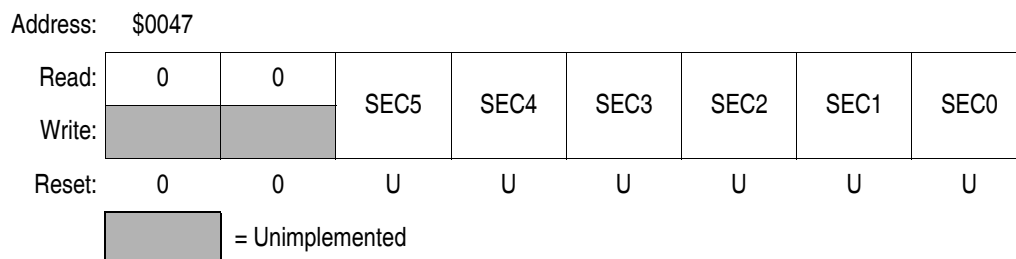 Address: $0047
Read: 0 0 SEC5 SEC4 SEC3 SEC2 SEC1 SEC0
Write:
Reset: 0 0 U U U U U U
= Unimplemented